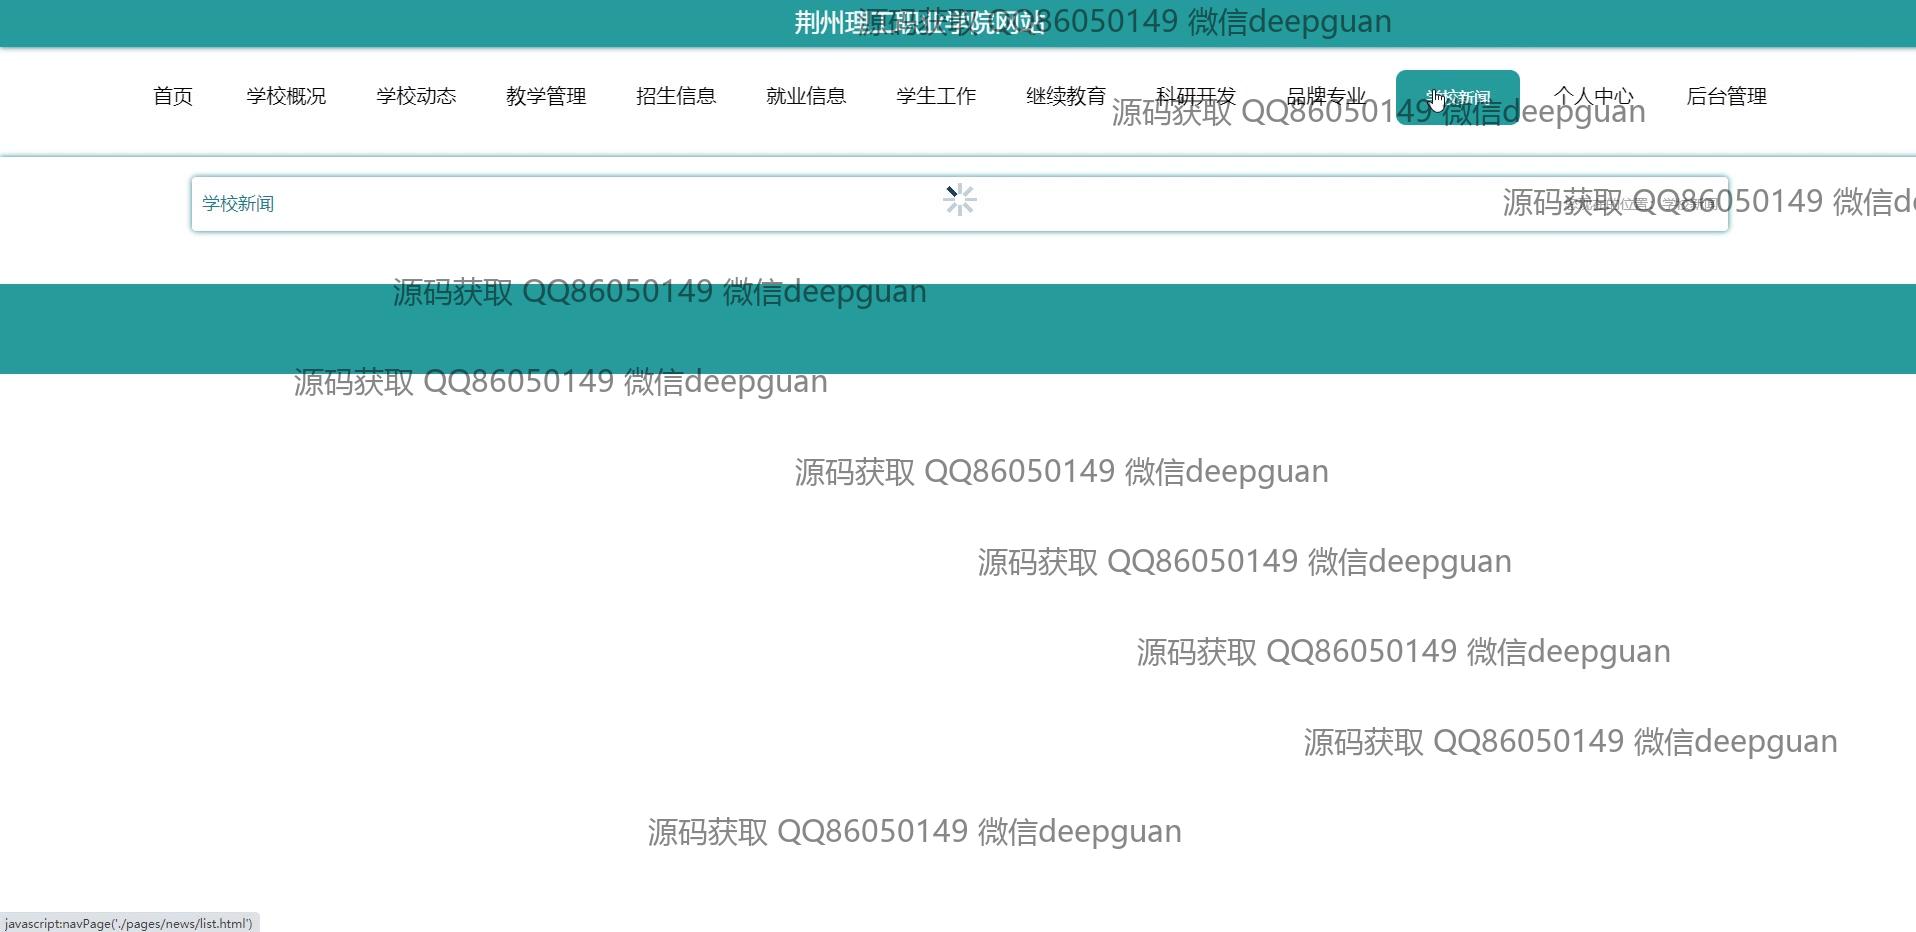 荆州理工职业学院网站
源码获取 QQ86050149 微信deepguan
首页 学校概况 学校动态 教学管理 招生信息 就业信息 学生工作 继续教育 科研开发 品牌专业 学校新闻 个人中心 后台管理
源码获取 QQ86050149 微信deepguan
学校新闻
您现在的位置：学校新闻
源码获取 QQ86050149 微信de
源码获取 QQ86050149 微信deepguan
源码获取 QQ86050149 微信deepguan
源码获取 QQ86050149 微信deepguan
源码获取 QQ86050149 微信deepguan
源码获取 QQ86050149 微信deepguan
源码获取 QQ86050149 微信deepguan
源码获取 QQ86050149 微信deepguan
javascript:navPage('./pages/news/list.html')